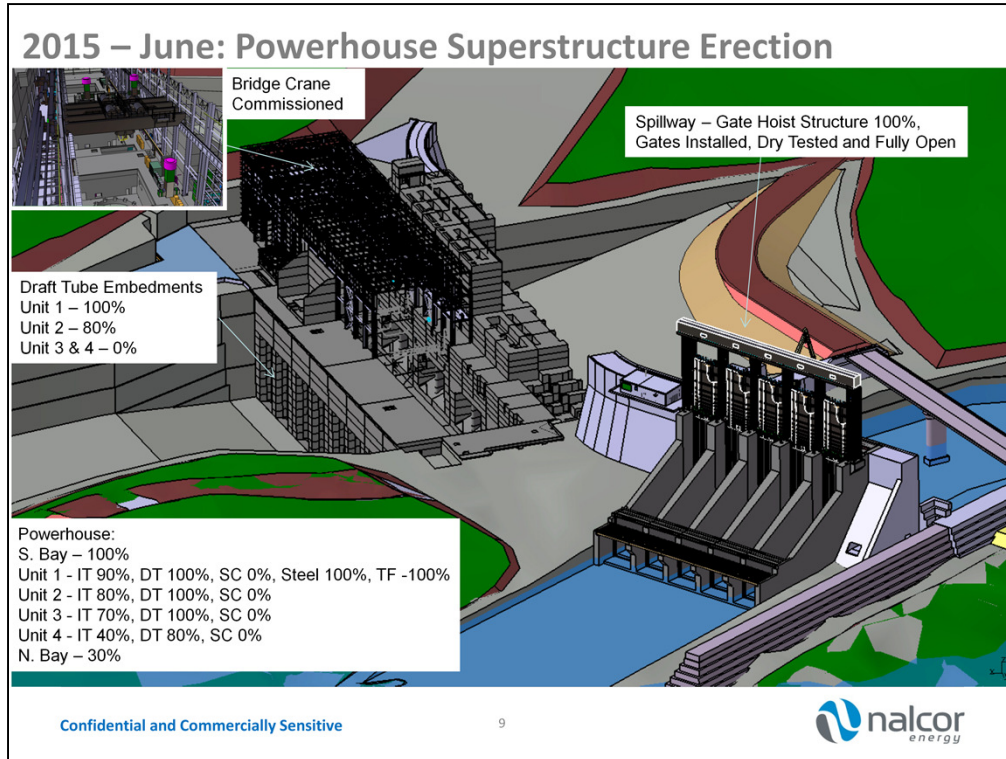 2015 – June: Powerhouse Superstructure Erection
Bridge Crane
Commissioned
Spillway – Gate Hoist Structure 100%,
Gates Installed, Dry Tested and Fully Open
Draft Tube Embedments
Unit 1 – 100%
Unit 2 – 80%
Unit 3 & 4 – 0%
Powerhouse:
S. Bay – 100%
Unit 1 - IT 90%, DT 100%, SC 0%, Steel 100%, TF -100%
Unit 2 - IT 80%, DT 100%, SC 0%
Unit 3 - IT 70%, DT 100%, SC 0%
Unit 4 - IT 40%, DT 80%, SC 0%
N. Bay – 30%
Confidential and Commercially Sensitive
9
nalcor
energy